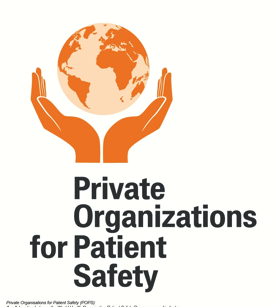 Private
Organizations
for Patient
Safety
Private Organizations for Patient Safety (POPS):